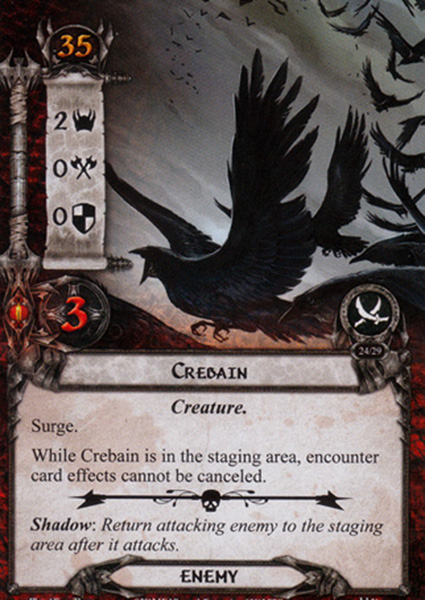 35
2
0
0
3
24/29
CREBAIN
Creature.
Surge.
While Crebain is in the staging area, encounter
card effects cannot be canceled.
Shadow: Return attacking enemy to the staging
area after it attacks.
ENEMY